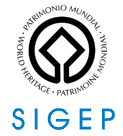 PATRIMONIO MUNDIAL • WORLD HERITAGE • PATRIMOINE MONDIAL •
SIGEP